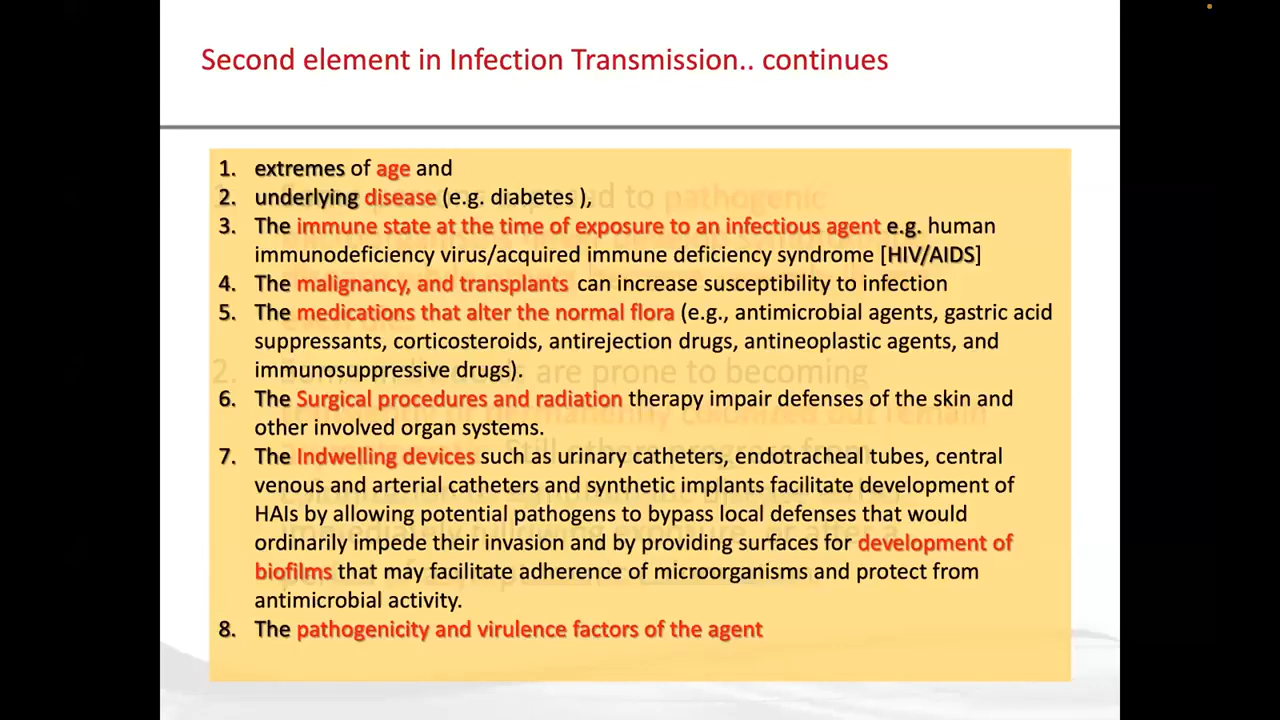 Second element in Infection Transmission.. continues
1. extremes of age and
2. underlying disease (e.g. diabetes ),
3. The immune state at the time of exposure to an infectious agent e.g. human
immunodeficiency virus/acquired immune deficiency syndrome [HIV/AIDS]
4. The malignancy, and transplants can increase susceptibility to infection
5. The medications that alter the normal flora (e.g., antimicrobial agents, gastric acid
suppressants, corticosteroids, antirejection drugs, antineoplastic agents, and
immunosuppressive drugs).
6. The Surgical procedures and radiation therapy impair defenses of the skin and
other involved organ systems.
7. The Indwelling devices such as urinary catheters, endotracheal tubes, central
venous and arterial catheters and synthetic implants facilitate development of
HAIs by allowing potential pathogens to bypass local defenses that would
ordinarily impede their invasion and by providing surfaces for development of
biofilms that may facilitate adherence of microorganisms and protect from
antimicrobial activity.
8. The pathogenicity and virulence factors of the agent